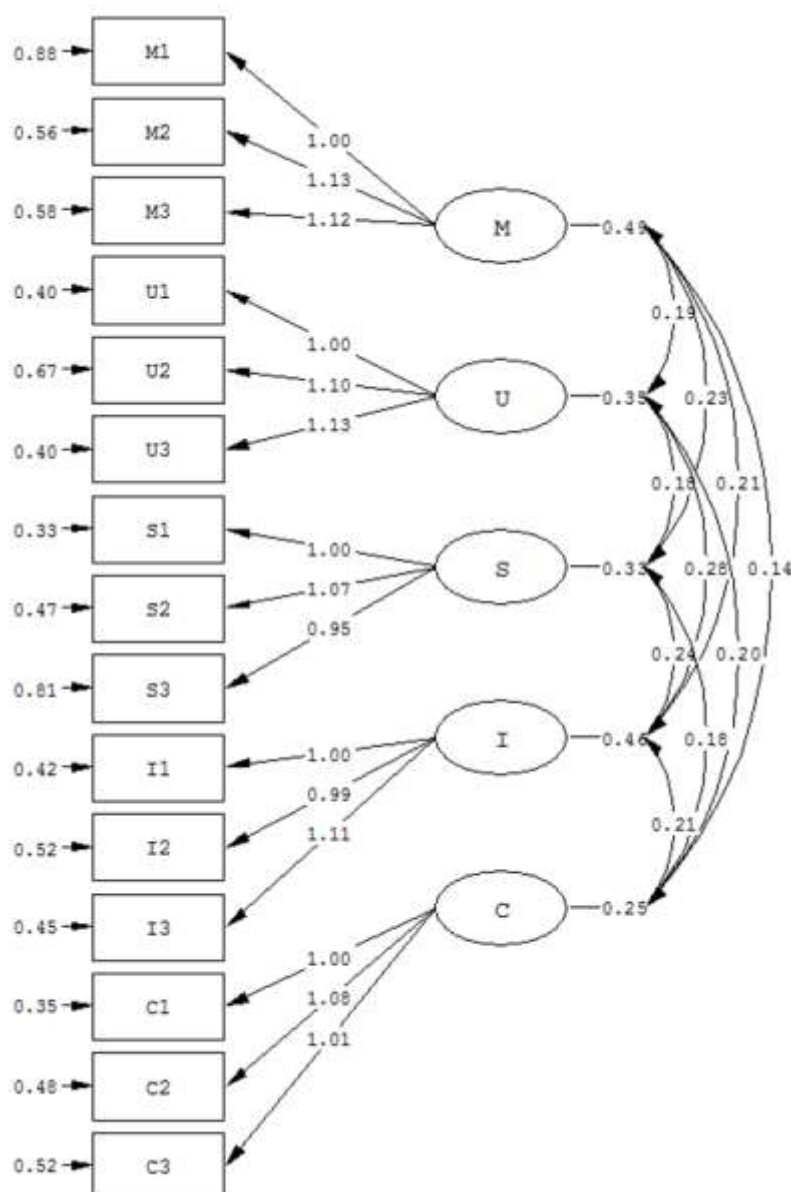 0.88 M1
1.00
0.56 M2
1.13
0.58 M3
1.12
M 0.49
0.40 U1
0.19
1.00
0.67 U2
1.10
U 0.35
0.23
0.40 U3
1.13
0.18
0.21
0.33 S1
1.00
S 0.33
0.28
0.14
0.47 S2
1.07
0.95
0.24
0.20
0.81 S3
0.42 I1
1.00
I 0.46
0.18
0.99
0.52 I2
1.11
0.21
0.45 I3
C 0.25
1.00
0.35 C1
1.08
1.01
0.48 C2
0.52 C3